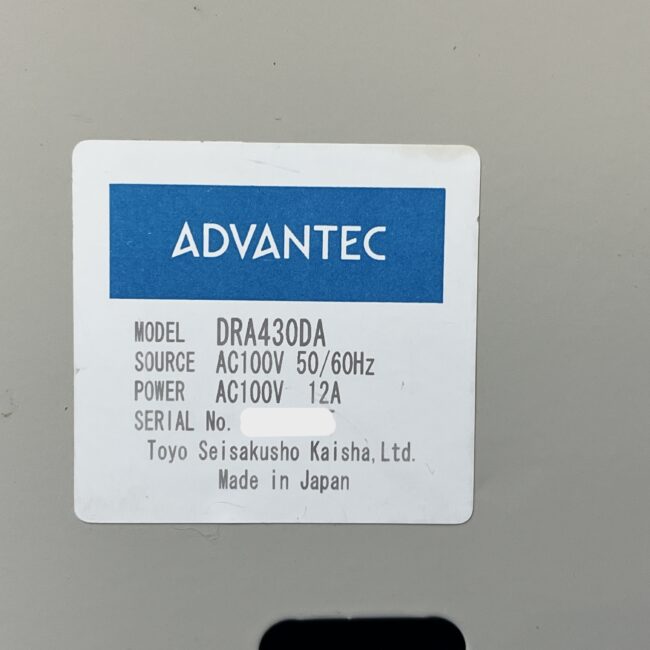 ADVANTEC
MODEL DRA430DA
SOURCE AC100V 50/60Hz
POWER AC100V 12A
SERIAL No.
Toyo Seisakusho Kaisha,Ltd.
Made in Japan